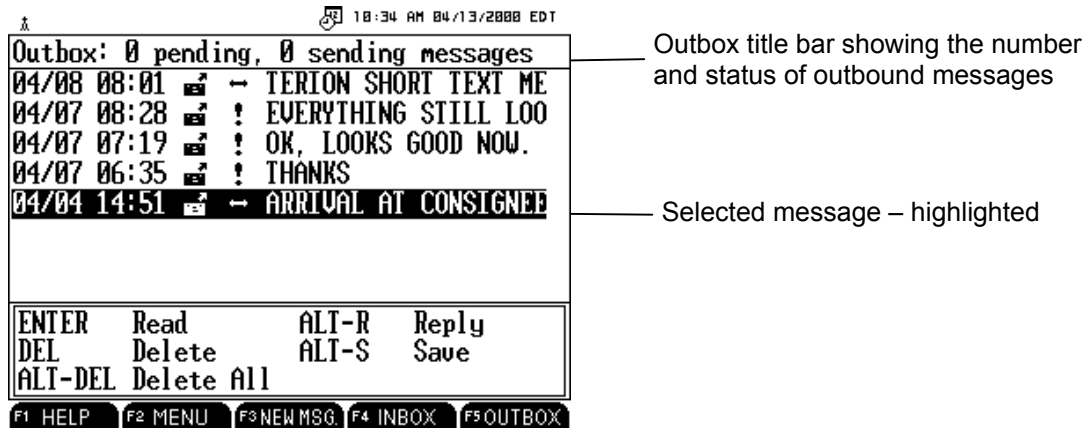 10:34 AM 04/13/2000 EDT
Outbox: 0 pending, 0 sending messages
04/08 08:01 ↔ TERION SHORT TEXT ME
04/07 08:28 ! EVERYTHING STILL LOO
04/07 07:19 ! OK, LOOKS GOOD NOW.
04/07 06:35 ! THANKS
04/04 14:51 ↔ ARRIVAL AT CONSIGNEE
ENTER Read ALT-R Reply
DEL Delete ALT-S Save
ALT-DEL Delete All
F1 HELP F2 MENU F3 NEW MSG. F4 INBOX F5 OUTBOX
Outbox title bar showing the number
and status of outbound messages
Selected message – highlighted